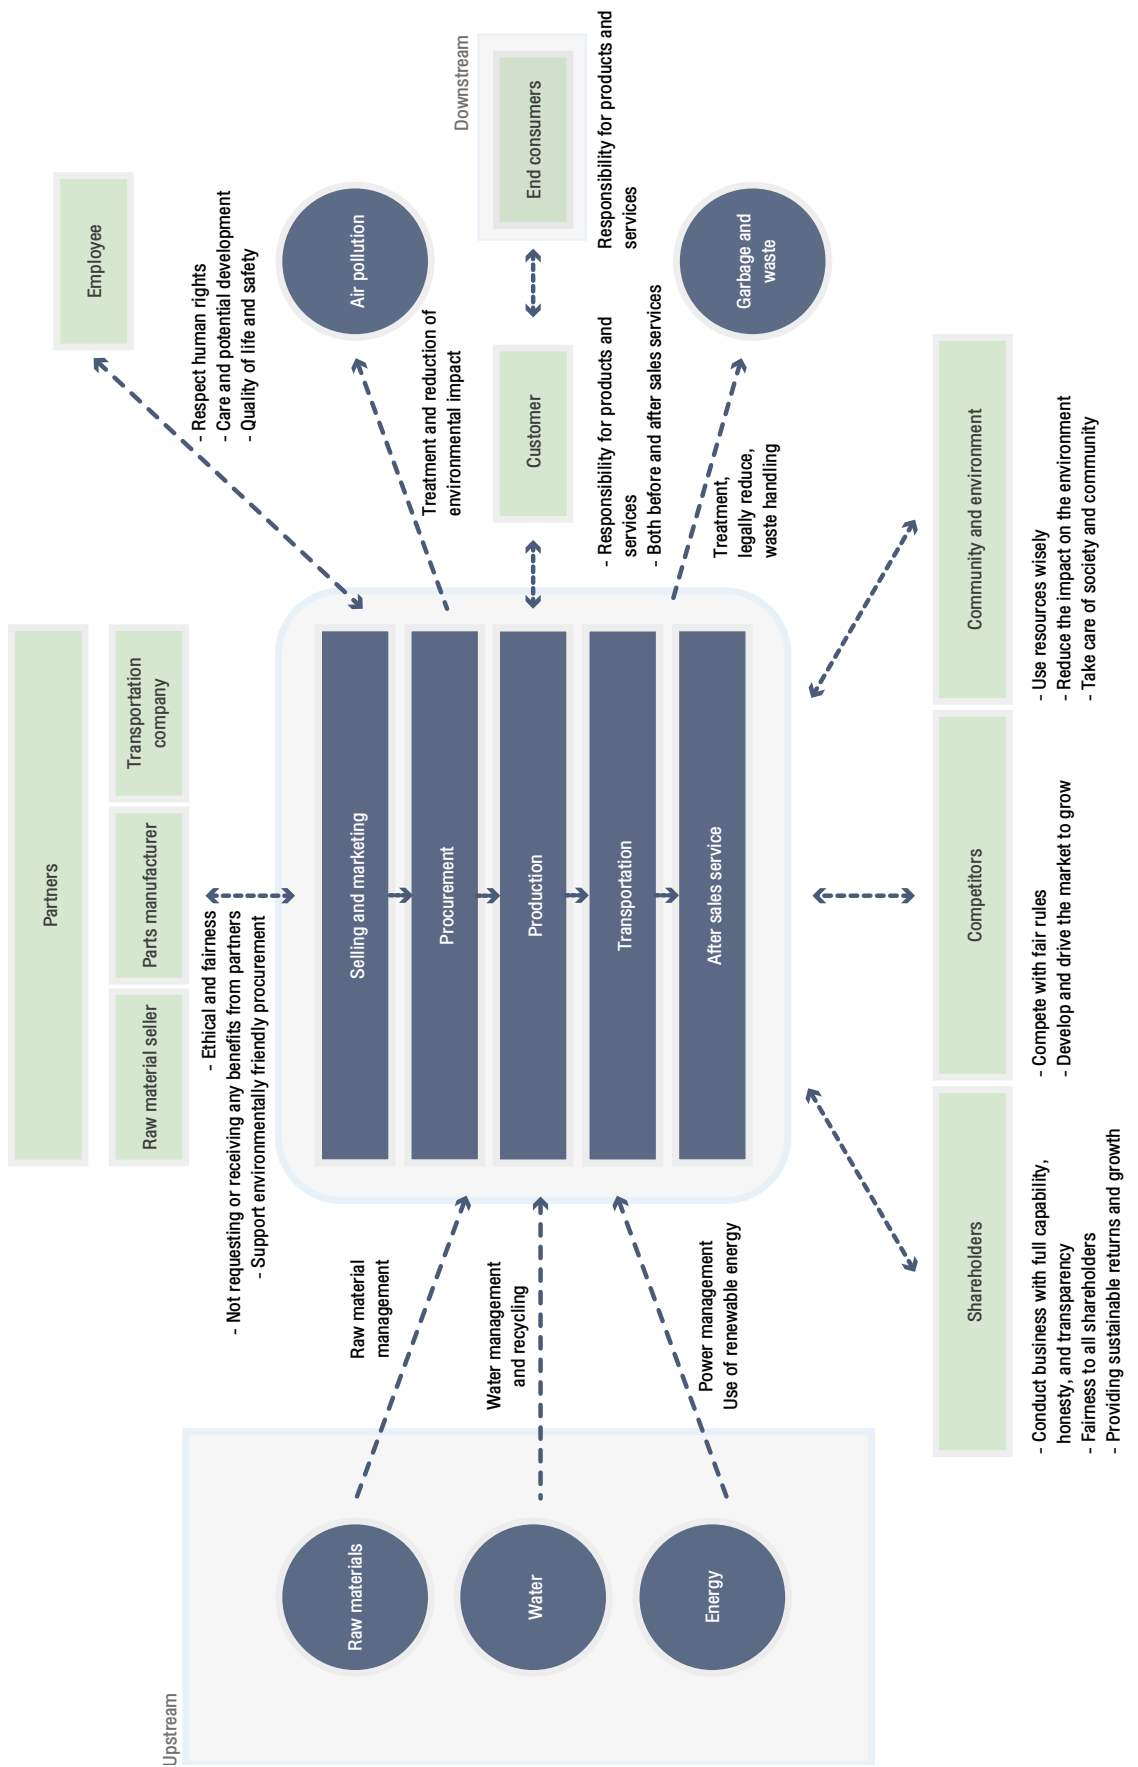 Partners
Raw material seller
Parts manufacturer
Transportation
company
- Ethical and fairness
- Not requesting or receiving any benefits from partners
- Support environmentally friendly procurement
Employee
- Respect human rights
- Care and potential development
- Quality of life and safety
Upstream
Raw materials
Water
Energy
Raw material
management
Water management
and recycling
Power management
Use of renewable energy
Selling and marketing
Procurement
Production
Transportation
After sales service
Air pollution
Treatment and reduction of
environmental impact
Customer
- Responsibility for products and
services
- Both before and after sales services
Downstream
End consumers
Responsibility for products and
services
Garbage and
waste
Treatment,
legally reduce,
waste handling
Shareholders
- Conduct business with full capability,
honesty, and transparency
- Fairness to all shareholders
- Providing sustainable returns and growth
Competitors
- Compete with fair rules
- Develop and drive the market to grow
Community and environment
- Use resources wisely
- Reduce the impact on the environment
- Take care of society and community